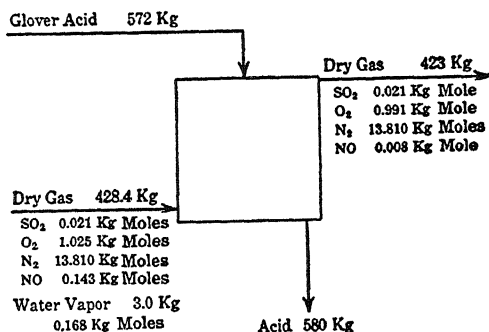 Glover Acid 572 Kg
Dry Gas 423 Kg
SO₂ 0.021 Kg Mole
O₂ 0.991 Kg Mole
N₂ 13.810 Kg Moles
NO 0.008 Kg Mole
Dry Gas 428.4 Kg
SO₂ 0.021 Kg Moles
O₂ 1.025 Kg Moles
N₂ 13.810 Kg Moles
NO 0.143 Kg Moles
Water Vapor 3.0 Kg
0.168 Kg Moles
Acid 580 Kg